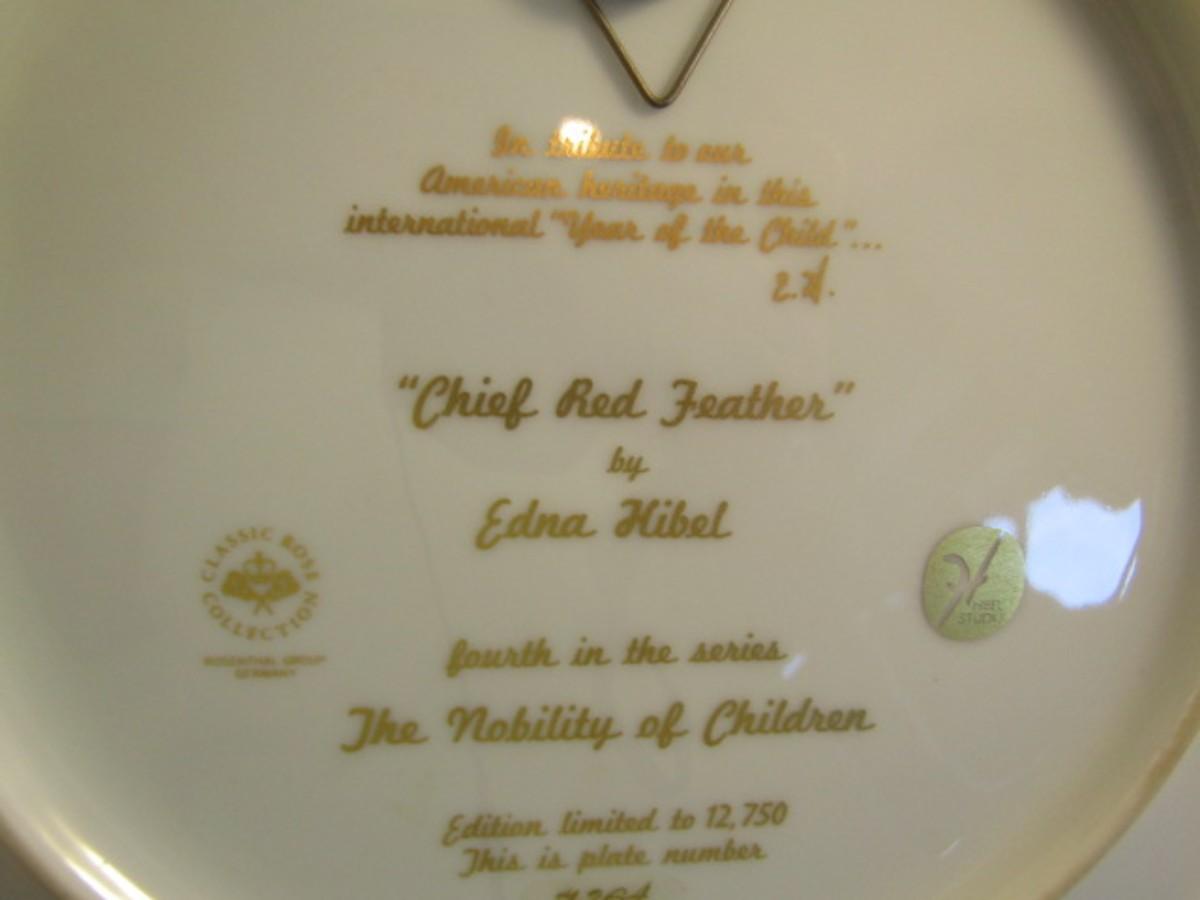 In tribute to our
American heritage in this
international "Year of the Child"...
E.H.
"Chief Red Feather"
by
Edna Hibel
CLASSIC ROSE COLLECTION
ROSENTHAL GROUP
GERMANY
STUDIO
fourth in the series
The Nobility of Children
Edition limited to 12,750
This is plate number